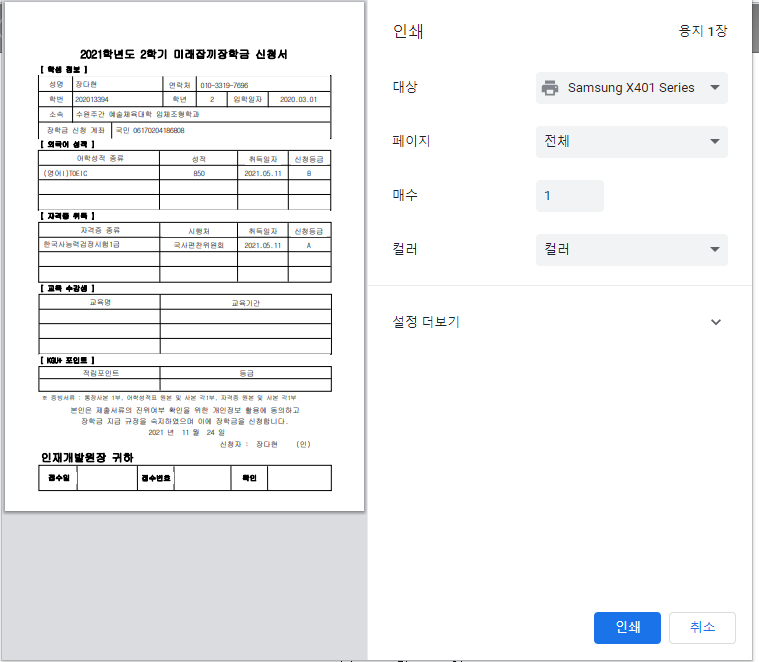 2021학년도 2학기 미래잡끼장학금 신청서
[ 학생 정보 ]
성명 장다현 연락처 010-3319-7696
학번 202013394 학년 2 입학일자 2020.03.01
소속 수원주간 예술체육대학 입체조형학과
장학금 신청 계좌 국민 06170204186808
[ 외국어 성적 ]
어학성적 종류 성적 취득일자 신청등급
(영어)TOEIC 850 2021.05.11 B
[ 자격증 취득 ]
자격증 종류 시행처 취득일자 신청등급
한국사능력검정시험1급 국사편찬위원회 2021.05.11 A
[ 교육 수강생 ]
교육명 교육기간
[ KGU+ 포인트 ]
적립포인트 등급
※ 증빙서류 : 통장사본 1부, 어학성적표 원본 및 사본 각1부, 자격증 원본 및 사본 각1부
본인은 제출서류의 진위여부 확인을 위한 개인정보 활용에 동의하고
장학금 지급 규정을 숙지하였으며 이에 장학금을 신청합니다.
2021 년 11 월 24 일
신청자 : 장다현 (인)
인재개발원장 귀하
접수일 접수번호 확인
인쇄 용지 1장
대상 Samsung X401 Series
페이지 전체
매수 1
컬러 컬러
설정 더보기
인쇄 취소